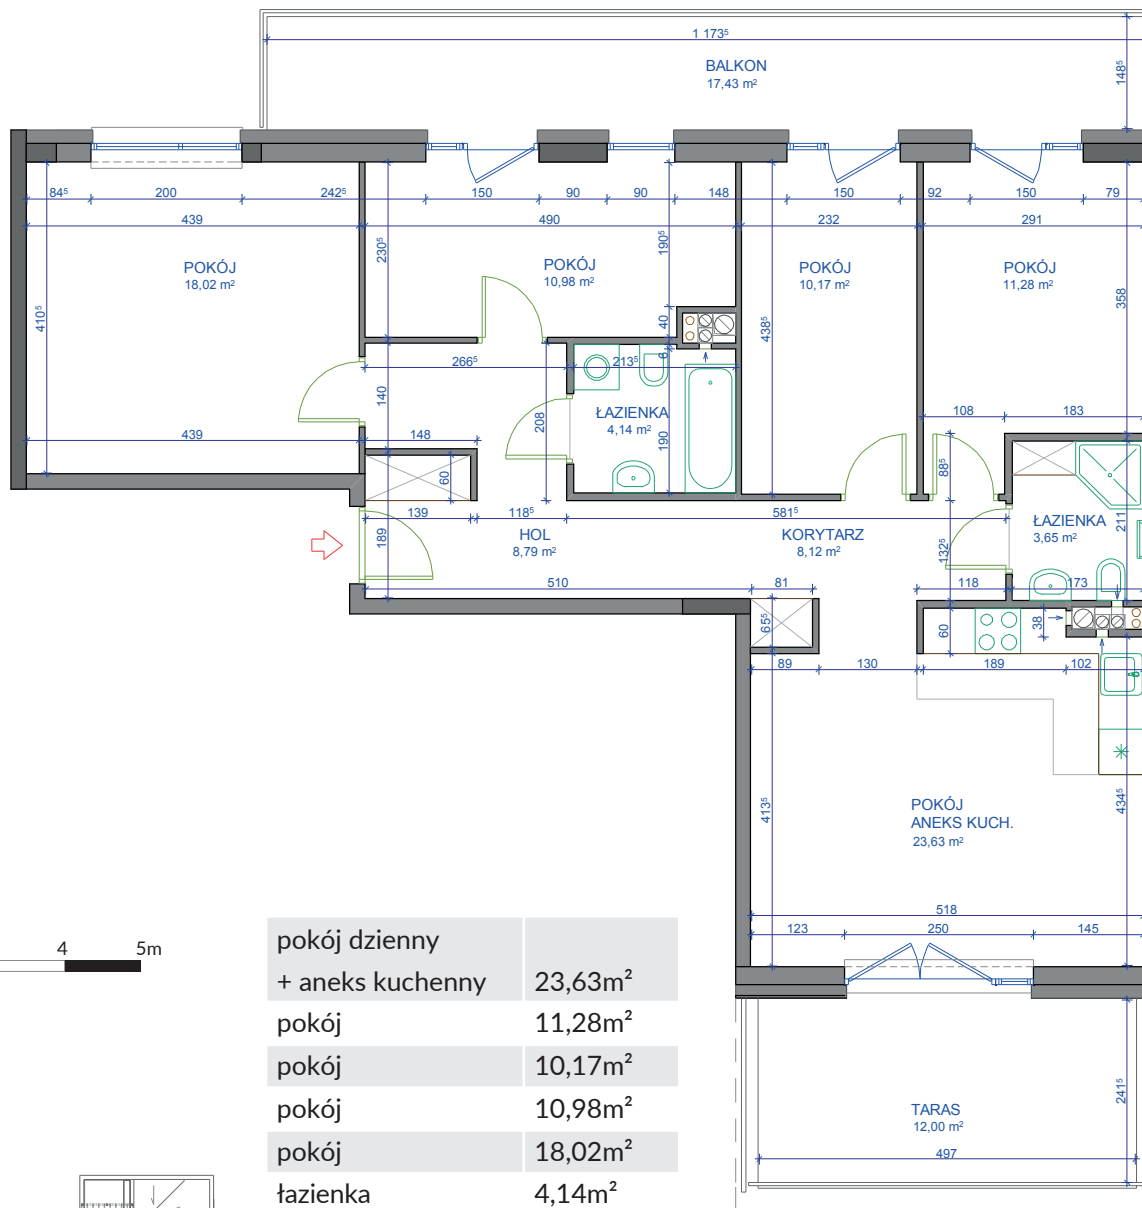 1 173⁵
BALKON
17,43 m²
148⁵
84⁵ 200 242⁵ 150 90 90 148 150 92 150 79
439 490 232 291
230⁵
190⁵
POKÓJ
18,02 m²
POKÓJ
10,98 m²
POKÓJ
10,17 m²
POKÓJ
11,28 m²
410⁵
438⁵
358
40
6
266⁵ 213⁵
140
208
190
ŁAZIENKA
4,14 m²
108 183
439 148
60
88⁵
139 118⁵ 581⁵
189
HOL
8,79 m²
KORYTARZ
8,12 m²
132⁵
ŁAZIENKA
3,65 m²
211
510 81 118 173
65⁵
60
38
89 130 189 102
413⁵
434⁵
POKÓJ
ANEKS KUCH.
23,63 m²
518
123 250 145
4 5m
pokój dzienny
+ aneks kuchenny 23,63m²
pokój 11,28m²
pokój 10,17m²
pokój 10,98m²
pokój 18,02m²
łazienka 4,14m²
TARAS
12,00 m²
241⁵
497